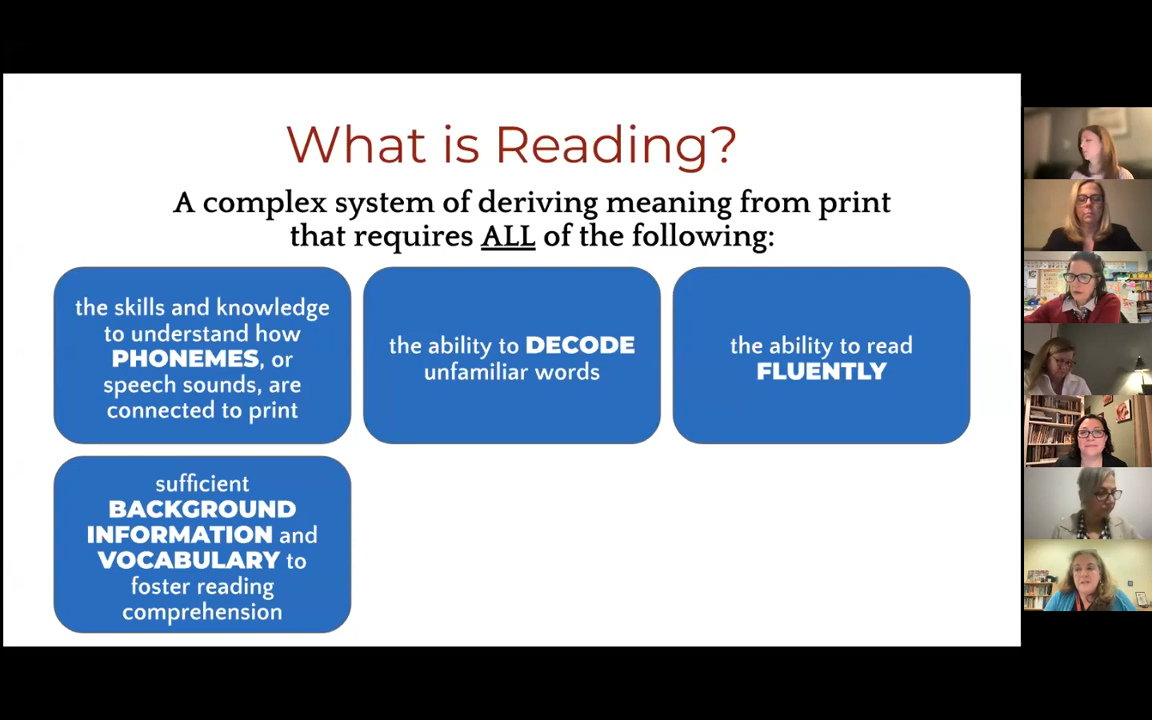 What is Reading?
A complex system of deriving meaning from print
that requires ALL of the following:
the skills and knowledge
to understand how
PHONEMES, or
speech sounds, are
connected to print
the ability to DECODE
unfamiliar words
the ability to read
FLUENTLY
sufficient
BACKGROUND
INFORMATION and
VOCABULARY to
foster reading
comprehension